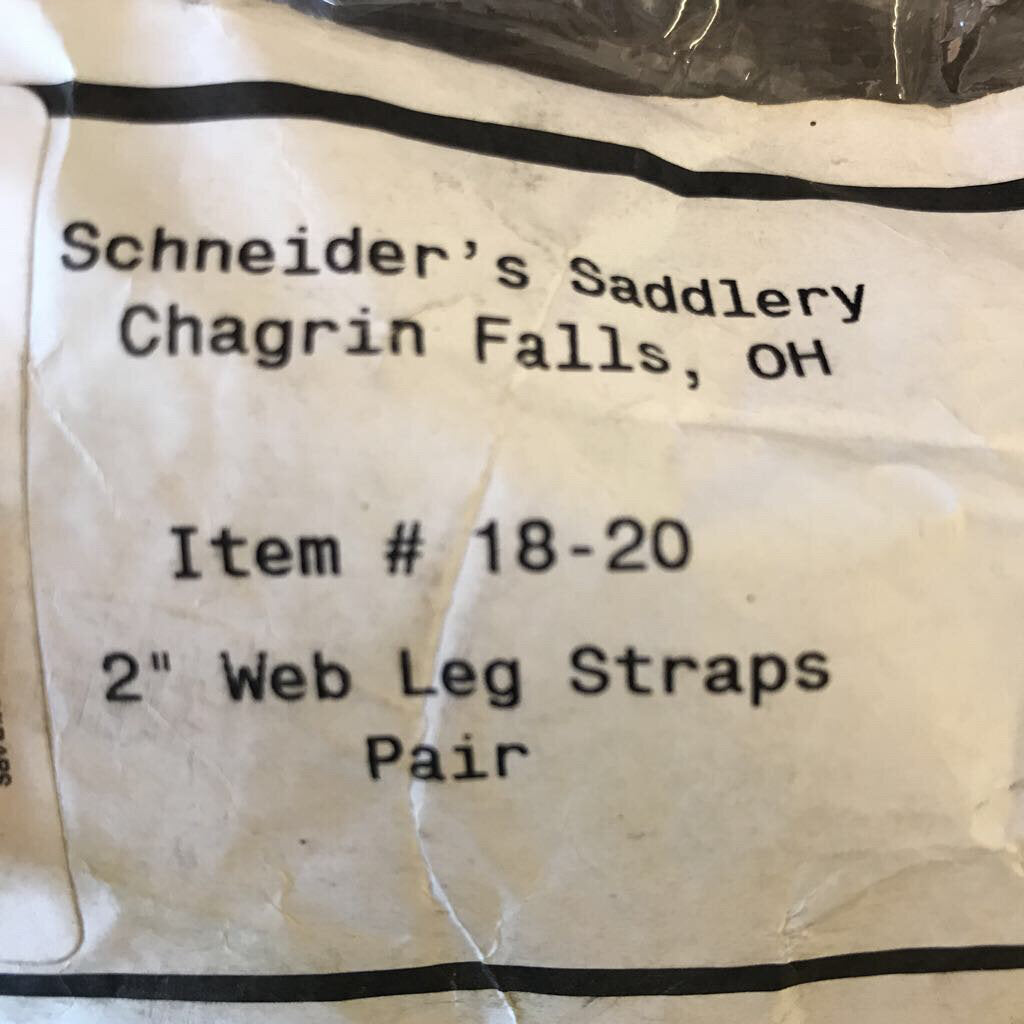 Schneider's Saddlery
Chagrin Falls, OH
Item # 18-20
2" Web Leg Straps
Pair